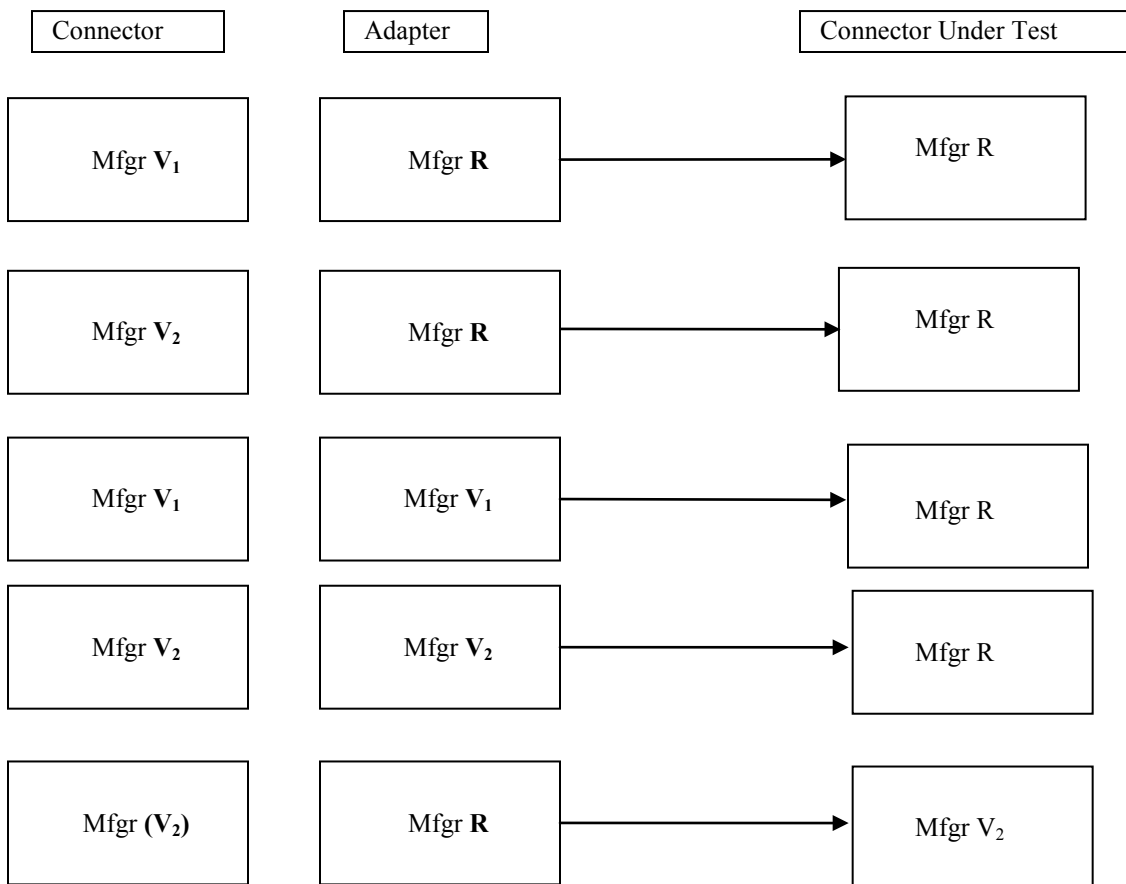 Connector Adapter Connector Under Test
Mfgr V₁ Mfgr R Mfgr R
Mfgr V₂ Mfgr R Mfgr R
Mfgr V₁ Mfgr V₁ Mfgr R
Mfgr V₂ Mfgr V₂ Mfgr R
Mfgr (V₂) Mfgr R Mfgr V₂